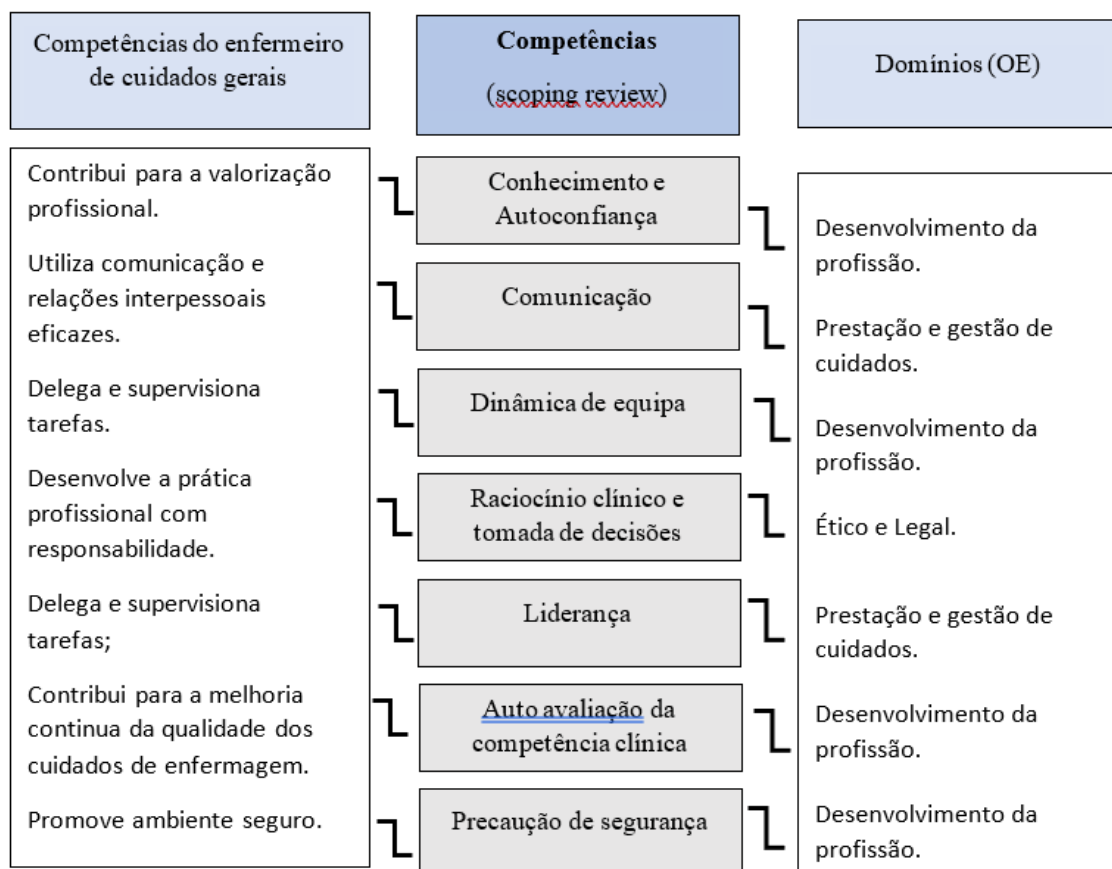 Competências do enfermeiro
de cuidados gerais
Competências
(scoping review)
Domínios (OE)
Contribui para a valorização
profissional.
Conhecimento e
Autoconfiança
Desenvolvimento da
profissão.
Utiliza comunicação e
relações interpessoais
eficazes.
Comunicação
Prestação e gestão de
cuidados.
Delega e supervisiona
tarefas.
Dinâmica de equipa
Desenvolvimento da
profissão.
Desenvolve a prática
profissional com
responsabilidade.
Raciocínio clínico e
tomada de decisões
Ético e Legal.
Delega e supervisiona
tarefas;
Liderança
Prestação e gestão de
cuidados.
Contribui para a melhoria
continua da qualidade dos
cuidados de enfermagem.
Auto avaliação da
competência clínica
Desenvolvimento da
profissão.
Promove ambiente seguro.
Precaução de segurança
Desenvolvimento da
profissão.